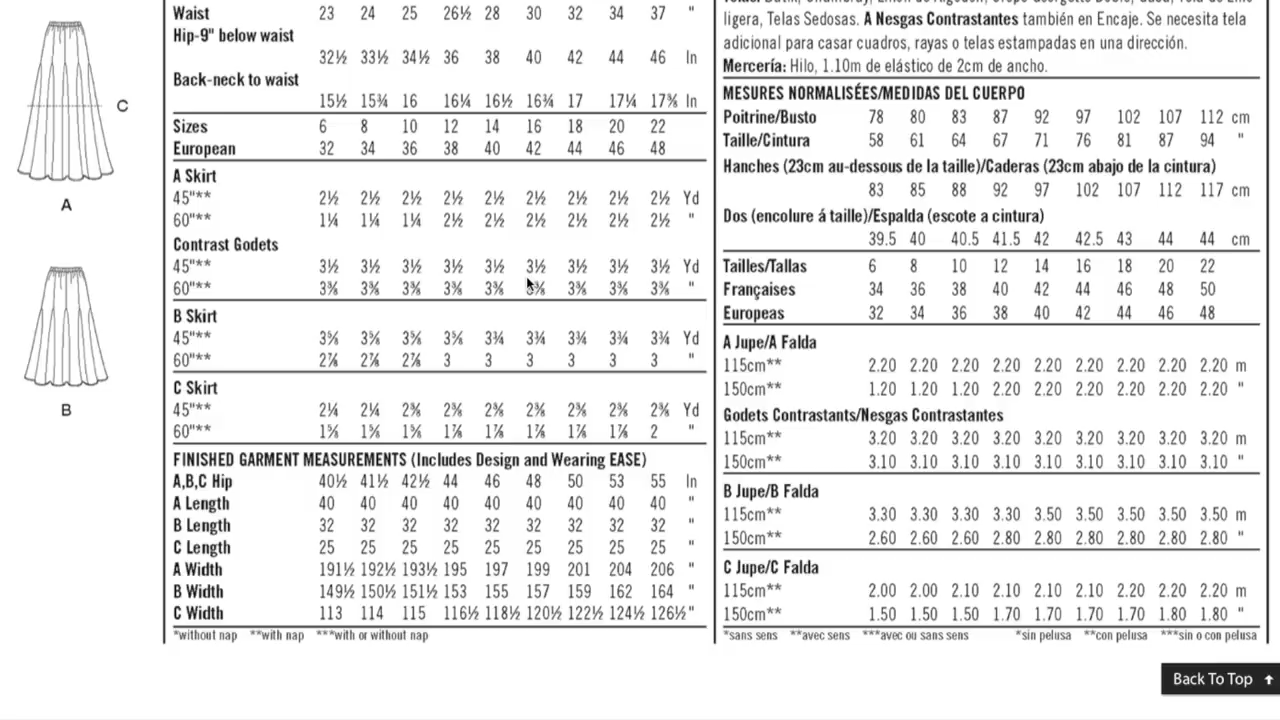 C
A
B
Waist 23 24 25 26½ 28 30 32 34 37 "
Hip-9" below waist
32½ 33½ 34½ 36 38 40 42 44 46 In
Back-neck to waist
15½ 15¾ 16 16¼ 16½ 16¾ 17 17¼ 17⅜ In
Sizes 6 8 10 12 14 16 18 20 22
European 32 34 36 38 40 42 44 46 48
A Skirt
45"** 2½ 2½ 2½ 2½ 2½ 2½ 2½ 2½ 2½ Yd
60"** 1¼ 1¼ 1¼ 2½ 2½ 2½ 2½ 2½ 2½ "
Contrast Godets
45"** 3½ 3½ 3½ 3½ 3½ 3½ 3½ 3½ 3½ Yd
60"** 3⅜ 3⅜ 3⅜ 3⅜ 3⅜ 3⅜ 3⅜ 3⅜ 3⅜ "
B Skirt
45"** 3⅝ 3⅝ 3⅝ 3⅝ 3¾ 3¾ 3¾ 3¾ 3¾ Yd
60"** 2⅞ 2⅞ 2⅞ 3 3 3 3 3 3 "
C Skirt
45"** 2¼ 2¼ 2⅜ 2⅜ 2⅜ 2⅜ 2⅜ 2⅜ 2⅜ Yd
60"** 1⅝ 1⅝ 1⅝ 1⅞ 1⅞ 1⅞ 1⅞ 1⅞ 2 "
FINISHED GARMENT MEASUREMENTS (Includes Design and Wearing EASE)
A,B,C Hip 40½ 41½ 42½ 44 46 48 50 53 55 In
A Length 40 40 40 40 40 40 40 40 40 "
B Length 32 32 32 32 32 32 32 32 32 "
C Length 25 25 25 25 25 25 25 25 25 "
A Width 191½ 192½ 193½ 195 197 199 201 204 206 "
B Width 149½ 150½ 151½ 153 155 157 159 162 164 "
C Width 113 114 115 116½ 118½ 120½ 122½ 124½ 126½ "
*without nap **with nap ***with or without nap
ligera, Telas Sedosas. A Nesgas Contrastantes también en Encaje. Se necesita tela
adicional para casar cuadros, rayas o telas estampadas en una dirección.
Mercería: Hilo, 1.10m de elástico de 2cm de ancho.
MESURES NORMALISÉES/MEDIDAS DEL CUERPO
Poitrine/Busto 78 80 83 87 92 97 102 107 112 cm
Taille/Cintura 58 61 64 67 71 76 81 87 94 "
Hanches (23cm au-dessous de la taille)/Caderas (23cm abajo de la cintura)
83 85 88 92 97 102 107 112 117 cm
Dos (encolure á taille)/Espalda (escote a cintura)
39.5 40 40.5 41.5 42 42.5 43 44 44 cm
Tailles/Tallas 6 8 10 12 14 16 18 20 22
Françaises 34 36 38 40 42 44 46 48 50
Europeas 32 34 36 38 40 42 44 46 48
A Jupe/A Falda
115cm** 2.20 2.20 2.20 2.20 2.20 2.20 2.20 2.20 2.20 m
150cm** 1.20 1.20 1.20 2.20 2.20 2.20 2.20 2.20 2.20 "
Godets Contrastants/Nesgas Contrastantes
115cm** 3.20 3.20 3.20 3.20 3.20 3.20 3.20 3.20 3.20 m
150cm** 3.10 3.10 3.10 3.10 3.10 3.10 3.10 3.10 3.10 "
B Jupe/B Falda
115cm** 3.30 3.30 3.30 3.30 3.50 3.50 3.50 3.50 3.50 m
150cm** 2.60 2.60 2.60 2.80 2.80 2.80 2.80 2.80 2.80 "
C Jupe/C Falda
115cm** 2.00 2.00 2.10 2.10 2.10 2.10 2.20 2.20 2.20 m
150cm** 1.50 1.50 1.50 1.70 1.70 1.70 1.70 1.80 1.80 "
*sans sens **avec sens ***avec ou sans sens *sin pelusa **con pelusa ***sin o con pelusa
Back To Top